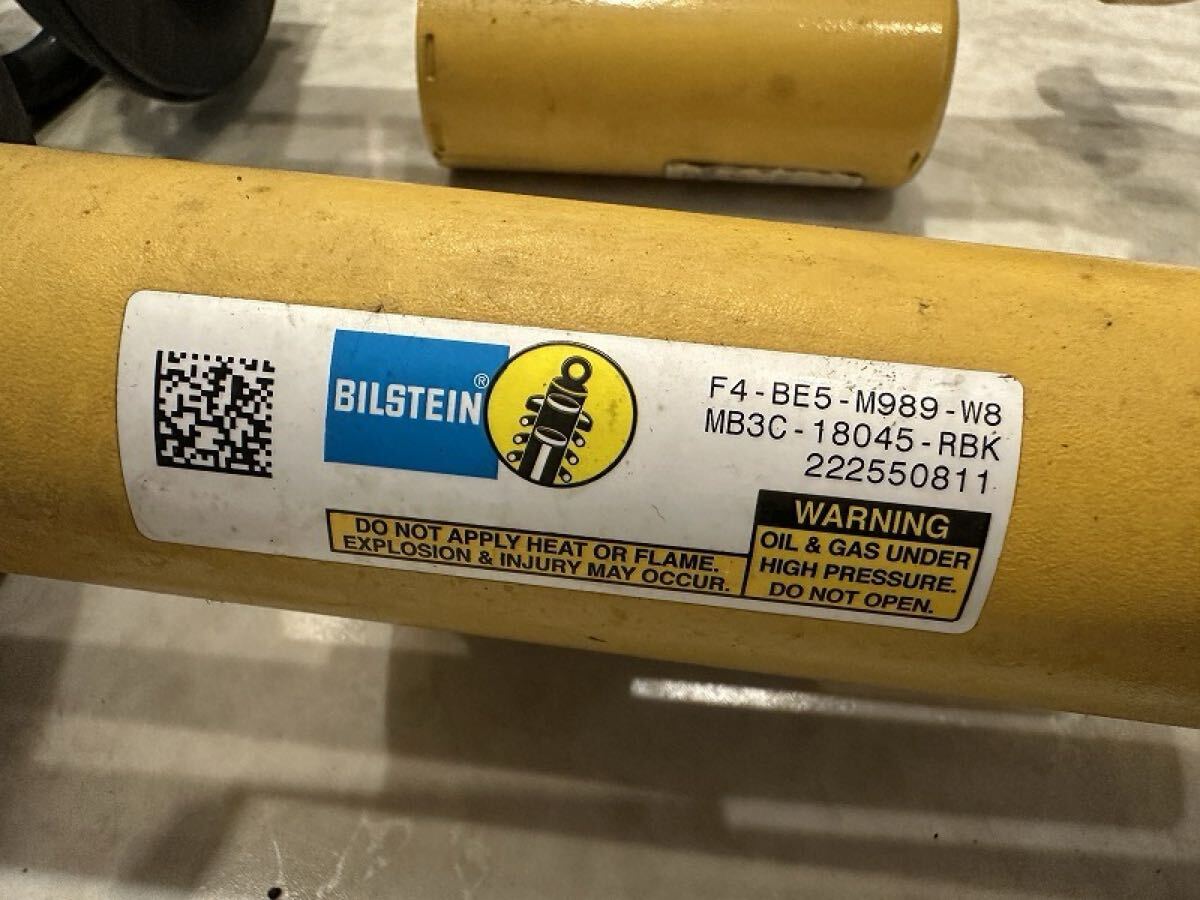 BILSTEIN®
F4-BE5-M989-W8
MB3C-18045-RBK
222550811
DO NOT APPLY HEAT OR FLAME.
EXPLOSION & INJURY MAY OCCUR.
WARNING
OIL & GAS UNDER
HIGH PRESSURE.
DO NOT OPEN.